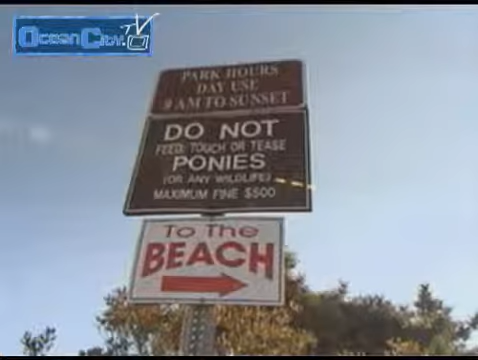 OceanCity.TV
PARK HOURS
DAY USE
9 AM TO SUNSET
DO NOT
FEED, TOUCH OR TEASE
PONIES
(OR ANY WILDLIFE)
MAXIMUM FINE $500
To The
BEACH